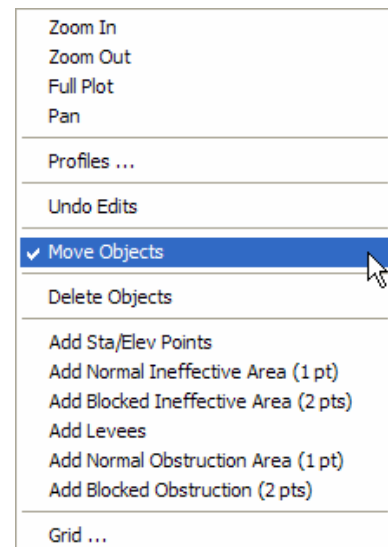 Zoom In
Zoom Out
Full Plot
Pan
Profiles ...
Undo Edits
Move Objects
Delete Objects
Add Sta/Elev Points
Add Normal Ineffective Area (1 pt)
Add Blocked Ineffective Area (2 pts)
Add Levees
Add Normal Obstruction Area (1 pt)
Add Blocked Obstruction (2 pts)
Grid ...